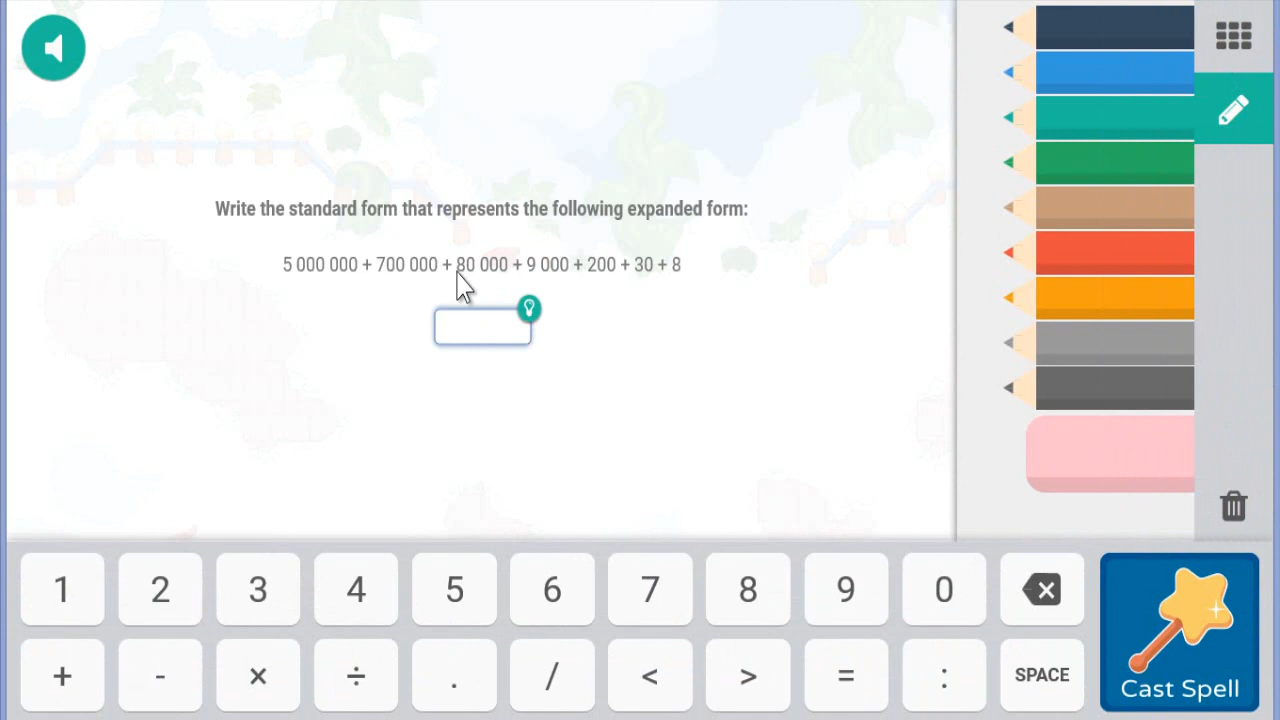 Write the standard form that represents the following expanded form:
5 000 000 + 700 000 + 80 000 + 9 000 + 200 + 30 + 8
1 2 3 4 5 6 7 8 9 0
+ - × ÷ . / < > = : SPACE
Cast Spell